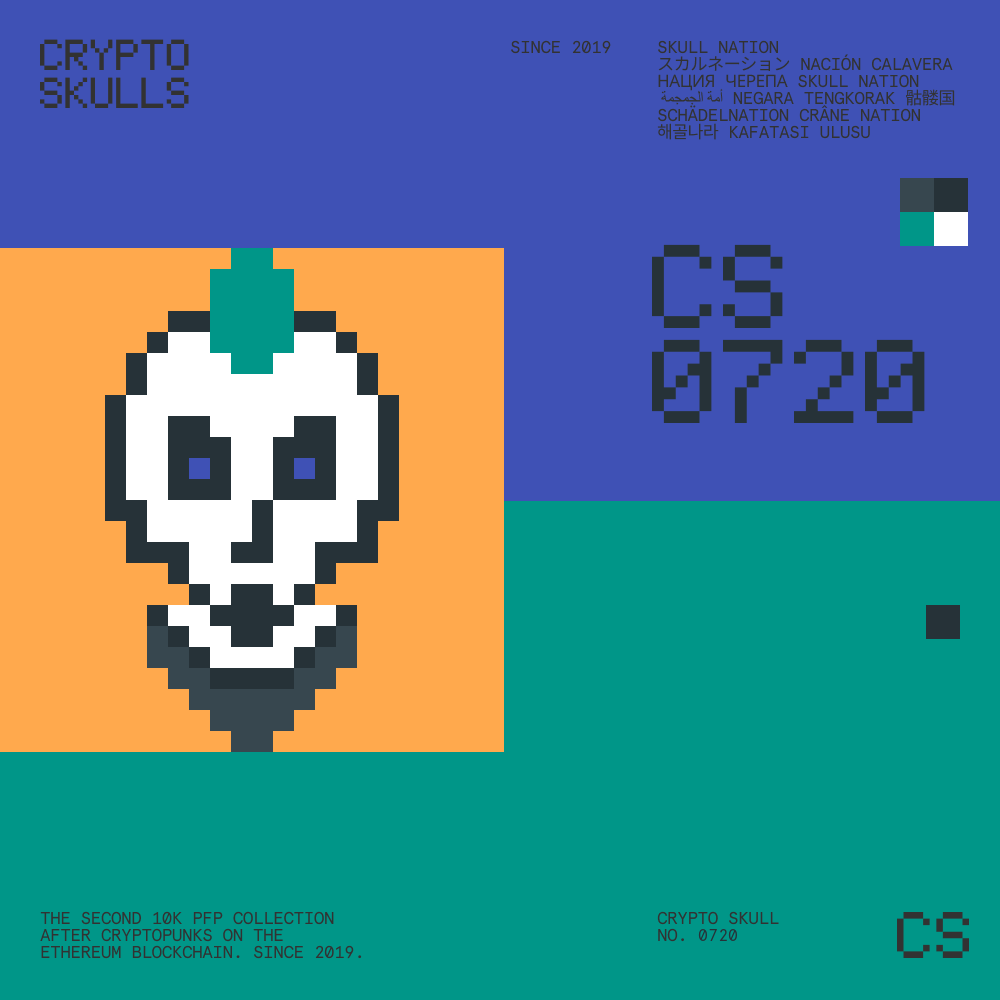 CRYPTO
SKULLS
SINCE 2019
SKULL NATION
スカルネーション NACIÓN CALAVERA
НАЦИЯ ЧЕРЕПА SKULL NATION
أمة الجمجمة NEGARA TENGKORAK 骷髅国
SCHÄDELNATION CRÂNE NATION
해골나라 KAFATASI ULUSU
CS
0720
THE SECOND 10K PFP COLLECTION
AFTER CRYPTOPUNKS ON THE
ETHEREUM BLOCKCHAIN. SINCE 2019.
CRYPTO SKULL
NO. 0720
CS